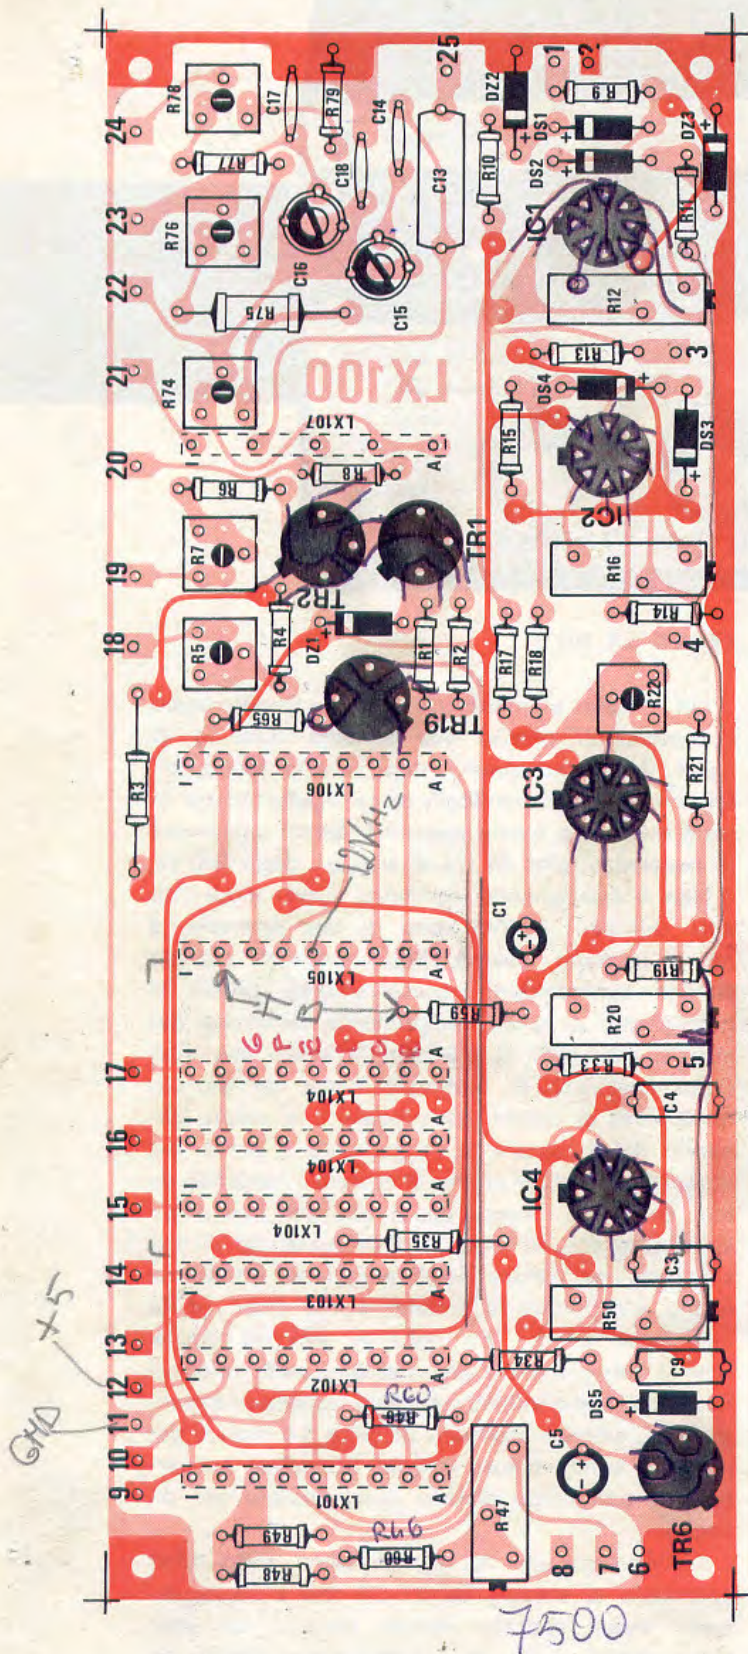 25
1
2
R78
C17
R79
C14
DZ2
R9
24
DS1
DZ3
R77
C18
C13
R10
DS2
23
R76
R11
IC1
C16
22
R75
C15
R12
21
R74
LX100
R13
3
DS4
LX107
R15
DS3
20
I
A
R8
R6
IC2
TR1
19
R7
R16
TR2
18
R5
R4
DZ1
R1
R2
R17
R18
R14
4
R65
TR19
R22
R3
I
LX106
A
IC3
R21
12KHz
C1
I
LX105
A
R19
9
H
B
R59
R20
G
F
E
17
I
LX104
A
R33
5
C4
16
I
LX104
A
IC4
15
I
LX104
A
R35
C3
14
I
LX103
A
R50
13
+5
R34
C9
12
I
LX102
A
R60
DS5
11
GND
R46
C5
10
9
I
LX101
A
R47
R49
R46
R60
R48
8
7
6
TR6
7500